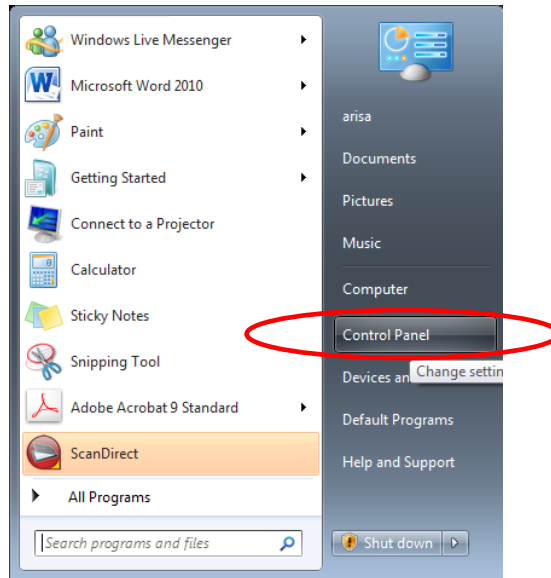 Windows Live Messenger
Microsoft Word 2010
Paint
Getting Started
Connect to a Projector
Calculator
Sticky Notes
Snipping Tool
Adobe Acrobat 9 Standard
ScanDirect
All Programs
Search programs and files
arisa
Documents
Pictures
Music
Computer
Control Panel
Devices an
Change settin
Default Programs
Help and Support
Shut down